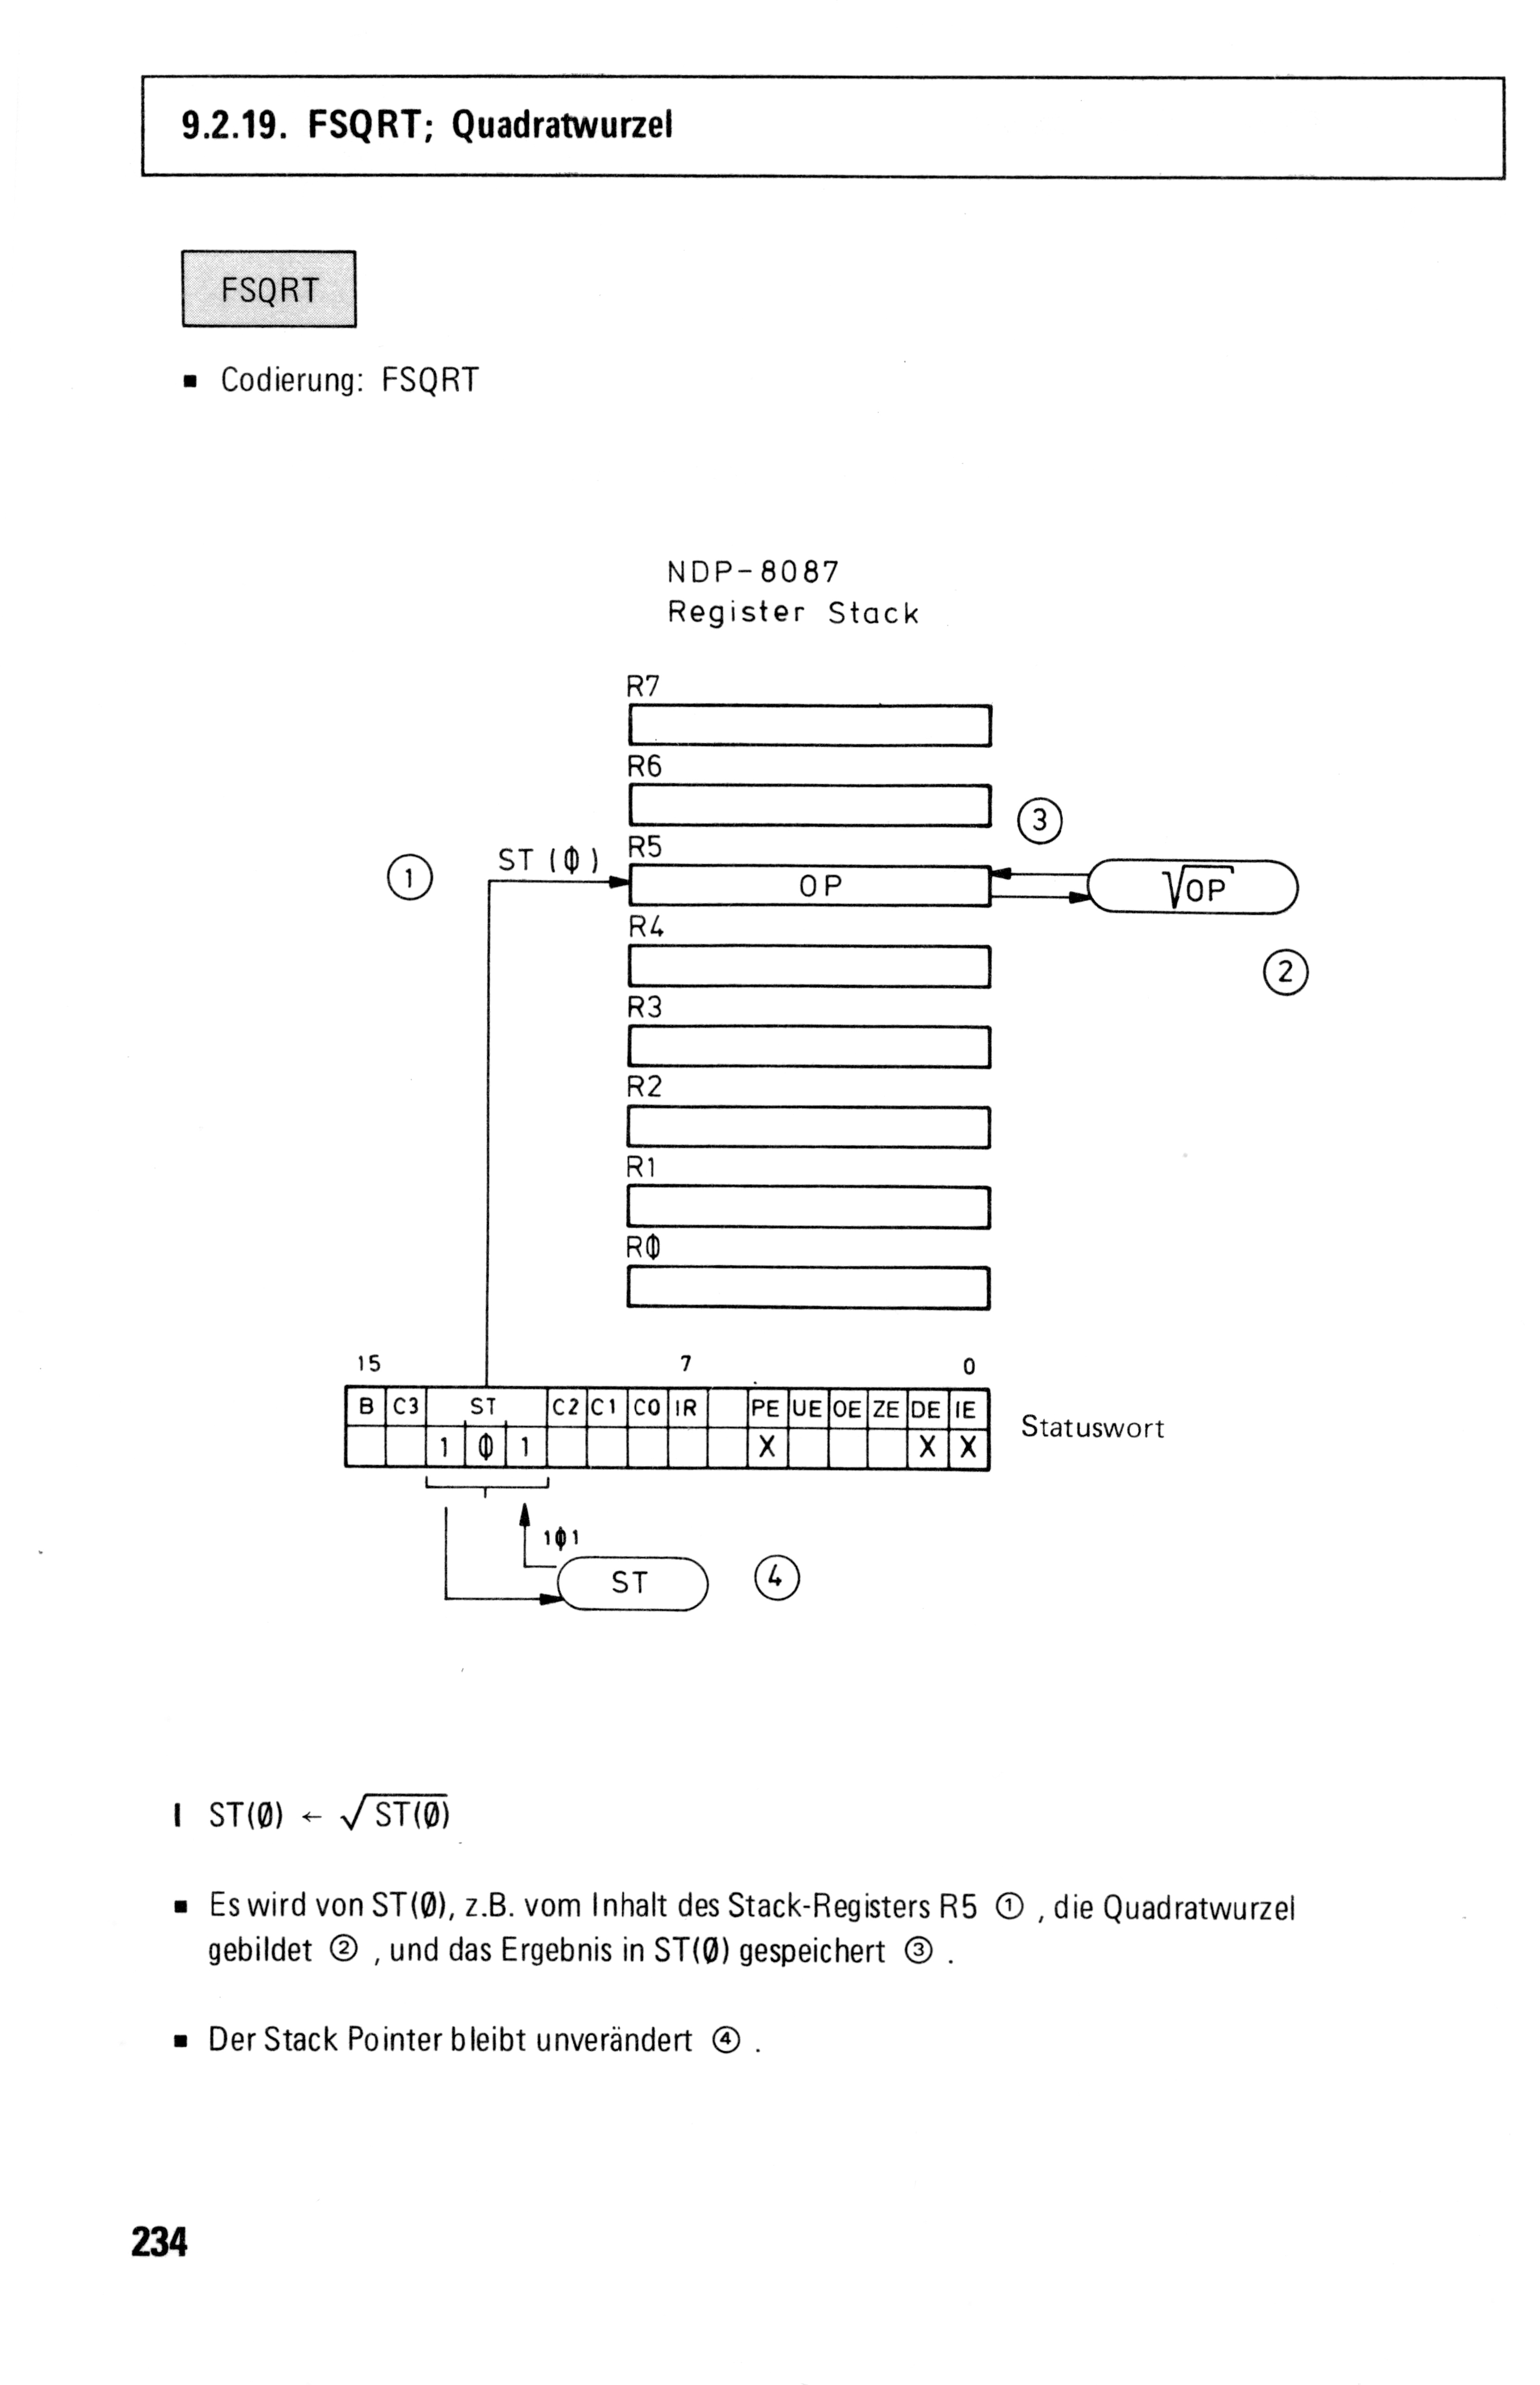 9.2.19. FSQRT; Quadratwurzel
FSQRT
▪ Codierung: FSQRT
NDP-8087
Register Stack
R7
R6
③
R5
ST (0)
①
OP
√OP
R4
②
R3
R2
R1
R0
15 7 0
B C3 ST C2 C1 C0 IR PE UE OE ZE DE IE
1 0 1 X X X
Statuswort
101
ST
④
I ST(Ø) ← √ST(Ø)
▪ Es wird von ST(Ø), z.B. vom Inhalt des Stack-Registers R5 ① , die Quadratwurzel
gebildet ② , und das Ergebnis in ST(Ø) gespeichert ③ .
▪ Der Stack Pointer bleibt unverändert ④ .
234